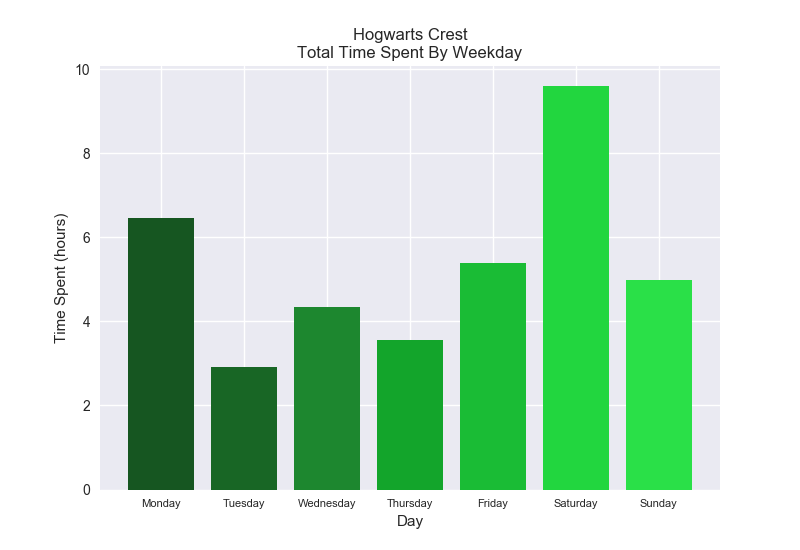 Hogwarts Crest
Total Time Spent By Weekday
10
8
6
4
2
0
Time Spent (hours)
Monday Tuesday Wednesday Thursday Friday Saturday Sunday
Day